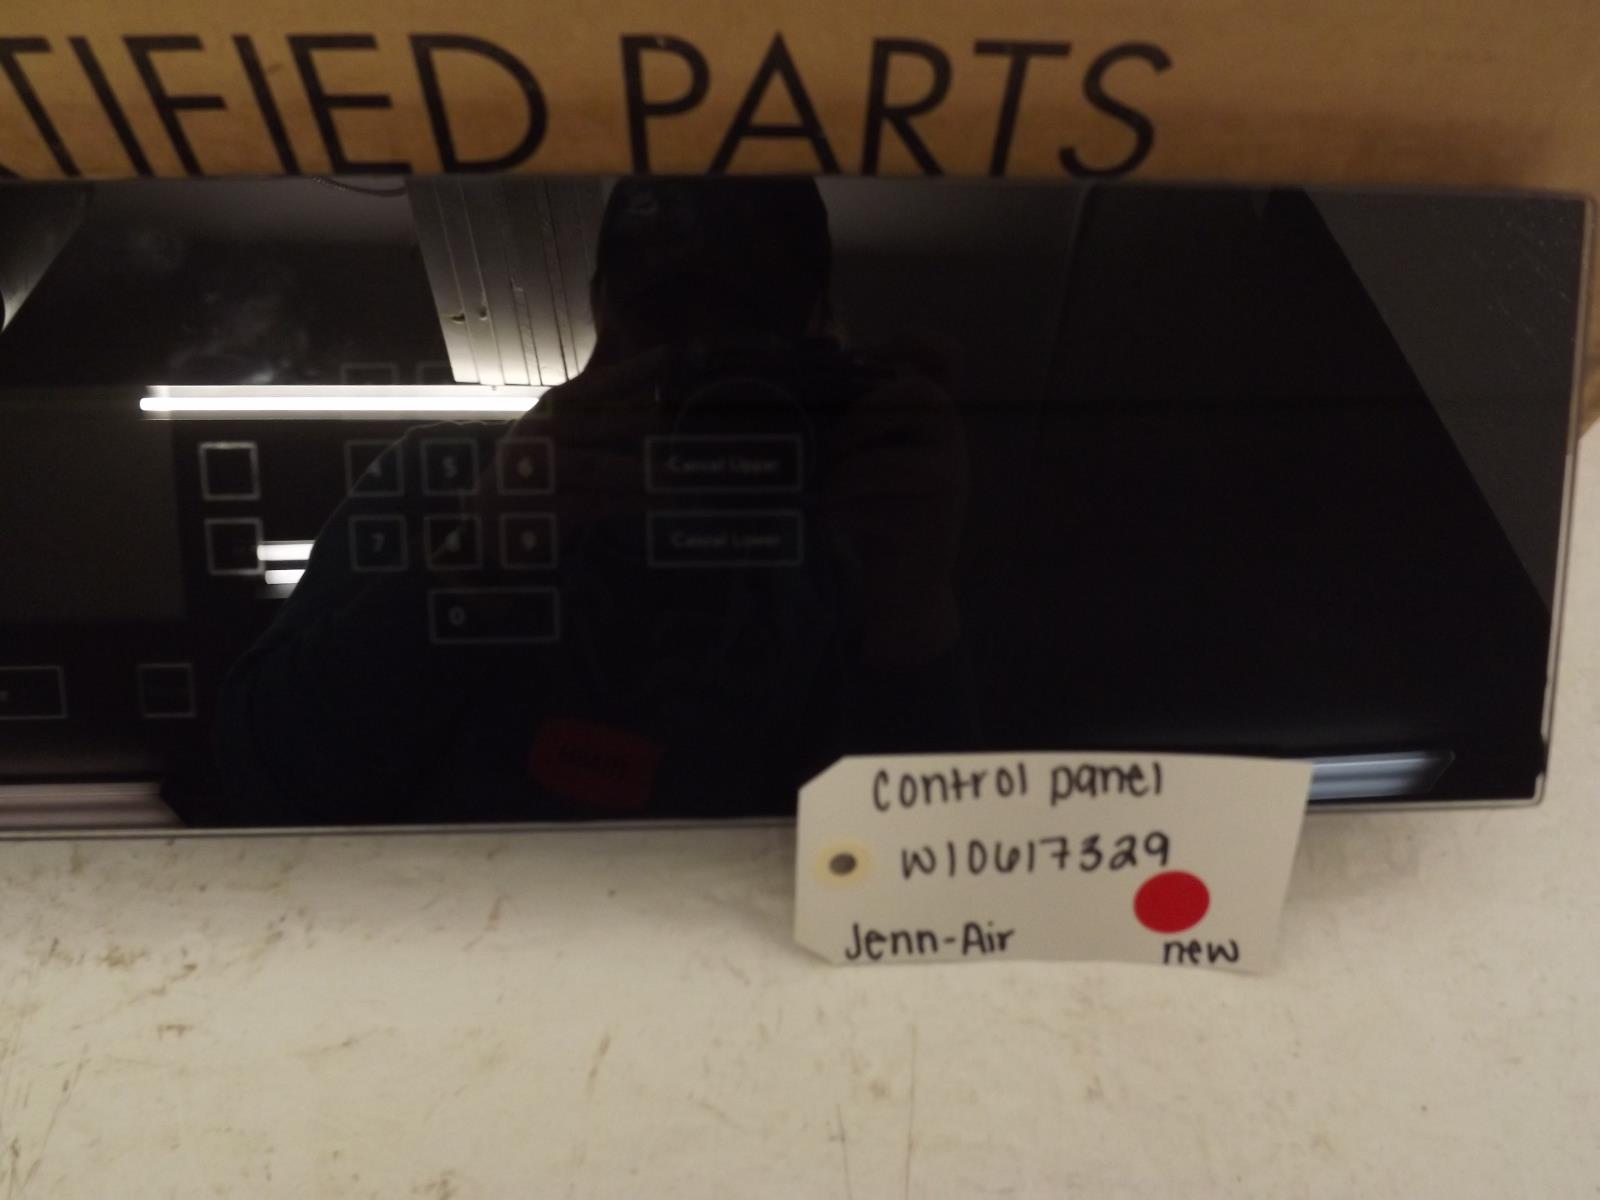 TIFIED PARTS
4 5 6
Cancel Upper
7 8 9
Cancel Lower
0
Control panel
W10617329
Jenn-Air
new